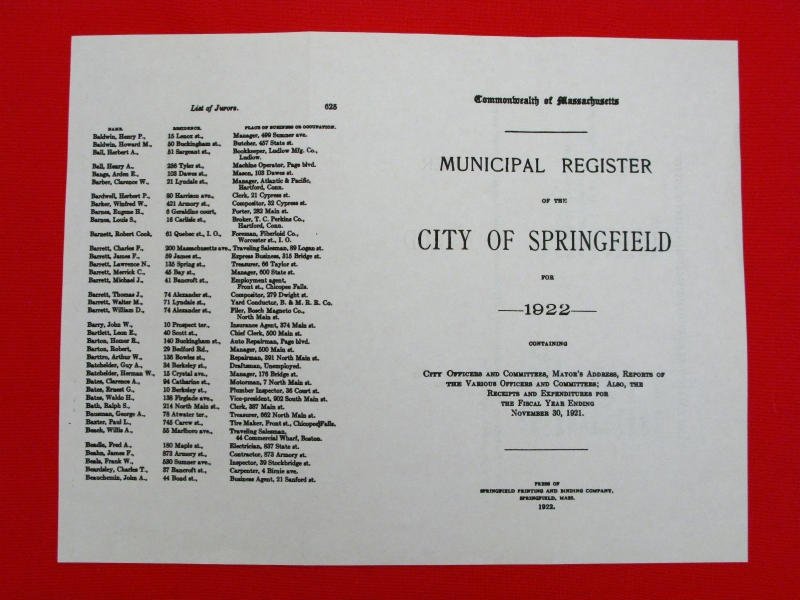 List of Jurors. 625
NAME. RESIDENCE. PLACE OF BUSINESS OR OCCUPATION.
Baldwin, Henry P., 15 Lenox st., Manager, 499 Sumner ave.
Baldwin, Howard M., 50 Buckingham st., Butcher, 457 State st.
Ball, Herbert A., 51 Sargeant st., Bookkeeper, Ludlow Mfg. Co.,
Ludlow.
Ball, Henry A., 286 Tyler st., Machine Operator, Page blvd.
Bangs, Arden E., 103 Dawes st., Mason, 103 Dawes st.
Barber, Clarence W., 21 Lyndale st., Manager, Atlantic & Pacific,
Hartford, Conn.
Bardwell, Herbert P., 80 Harrison ave., Clerk, 21 Cypress st.
Barker, Winfred W., 421 Armory st., Compositor, 32 Cypress st.
Barnes, Eugene H., 6 Geraldine court, Porter, 282 Main st.
Barnes, Louis S., 16 Carlisle st., Broker, T. C. Perkins Co.,
Hartford, Conn.
Barnett, Robert Cook, 61 Quebec st., I. O., Foreman, Fiberloid Co.,
Worcester st., I. O.
Barrett, Charles F., 200 Massachusetts ave., Traveling Salesman, 89 Logan st.
Barrett, James F., 59 James st., Express Business, 315 Bridge st.
Barrett, Lawrence N., 135 Spring st., Treasurer, 66 Taylor st.
Barrett, Merrick C., 45 Bay st., Manager, 600 State st.
Barrett, Michael J., 41 Bancroft st., Employment agent,
Front st., Chicopee Falls.
Barrett, Thomas J., 74 Alexander st., Compositor, 279 Dwight st.
Barrett, Walter M., 71 Lyndale st., Yard Conductor, B. & M. R. R. Co.
Barrett, William D., 74 Alexander st., Filer, Bosch Magneto Co.,
North Main st.
Barry, John W., 10 Prospect ter., Insurance Agent, 374 Main st.
Bartlett, Leon E., 40 Scott st., Chief Clerk, 500 Main st.
Barton, Homer R., 140 Buckingham st., Auto Repairman, Page blvd.
Barton, Robert, 29 Bedford Rd., Manager, 500 Main st.
Barttro, Arthur W., 136 Bowles st., Repairman, 391 North Main st.
Batchelder, Guy A., 34 Berkeley st., Draftsman, Unemployed.
Batchelder, Herman W., 15 Crystal ave., Manager, 176 Bridge st.
Bates, Clarence A., 94 Catharine st., Motorman, 7 North Main st.
Bates, Ernest G., 10 Berkeley st., Plumber Inspector, 36 Court st.
Bates, Waldo H., 136 Firglade ave., Vice-president, 902 South Main st.
Bath, Ralph S., 214 North Main st., Clerk, 387 Main st.
Bauseman, George A., 78 Atwater ter., Treasurer, 862 North Main st.
Baxter, Paul L., 745 Carew st., Tire Maker, Front st., Chicopee Falls.
Beach, Willis A., 55 Marlboro ave., Traveling Salesman,
44 Commercial Wharf, Boston.
Beadle, Fred A., 180 Maple st., Electrician, 637 State st.
Beahn, James F., 873 Armory st., Contractor, 873 Armory st.
Beals, Frank W., 530 Sumner ave., Inspector, 39 Stockbridge st.
Beardsley, Charles T., 37 Bancroft st., Carpenter, 4 Birnie ave.
Beauchemin, John A., 44 Bond st., Business Agent, 21 Sanford st.
Commonwealth of Massachusetts
MUNICIPAL REGISTER
OF THE
CITY OF SPRINGFIELD
FOR
—1922—
CONTAINING
CITY OFFICERS AND COMMITTEES, MAYOR'S ADDRESS, REPORTS OF
THE VARIOUS OFFICERS AND COMMITTEES; ALSO, THE
RECEIPTS AND EXPENDITURES FOR
THE FISCAL YEAR ENDING
NOVEMBER 30, 1921.
PRESS OF
SPRINGFIELD PRINTING AND BINDING COMPANY,
SPRINGFIELD, MASS.
1922.